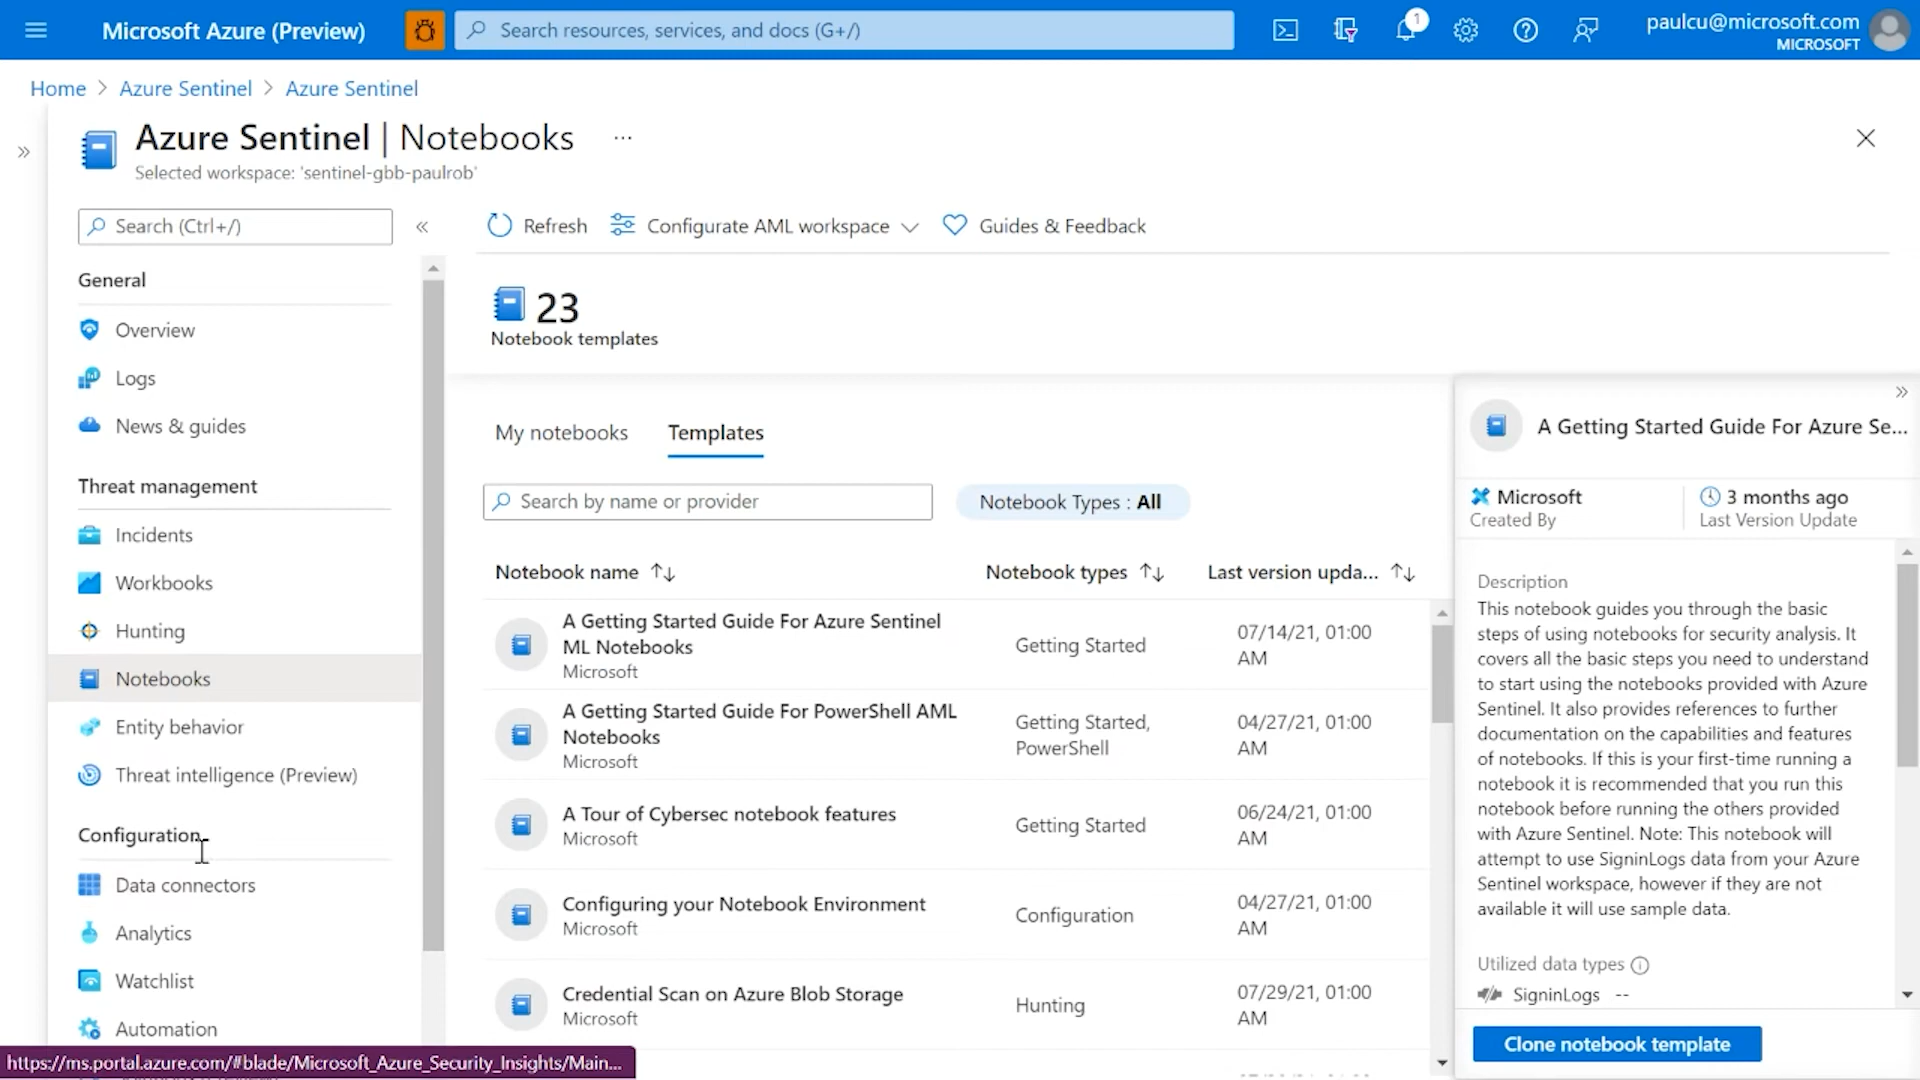 Microsoft Azure (Preview)
Search resources, services, and docs (G+/)
1
paulcu@microsoft.com
MICROSOFT
Home > Azure Sentinel > Azure Sentinel
Azure Sentinel | Notebooks ...
Selected workspace: 'sentinel-gbb-paulrob'
Search (Ctrl+/)
Refresh
Configurate AML workspace
Guides & Feedback
General
Overview
Logs
News & guides
Threat management
Incidents
Workbooks
Hunting
Notebooks
Entity behavior
Threat intelligence (Preview)
Configuration
Data connectors
Analytics
Watchlist
Automation
https://ms.portal.azure.com/#blade/Microsoft_Azure_Security_Insights/Main...
23
Notebook templates
My notebooks
Templates
Search by name or provider
Notebook Types : All
Notebook name
Notebook types
Last version upda...
A Getting Started Guide For Azure Sentinel
ML Notebooks
Microsoft
Getting Started
07/14/21, 01:00
AM
A Getting Started Guide For PowerShell AML
Notebooks
Microsoft
Getting Started,
PowerShell
04/27/21, 01:00
AM
A Tour of Cybersec notebook features
Microsoft
Getting Started
06/24/21, 01:00
AM
Configuring your Notebook Environment
Microsoft
Configuration
04/27/21, 01:00
AM
Credential Scan on Azure Blob Storage
Microsoft
Hunting
07/29/21, 01:00
AM
A Getting Started Guide For Azure Se...
Microsoft
Created By
3 months ago
Last Version Update
Description
This notebook guides you through the basic
steps of using notebooks for security analysis. It
covers all the basic steps you need to understand
to start using the notebooks provided with Azure
Sentinel. It also provides references to further
documentation on the capabilities and features
of notebooks. If this is your first-time running a
notebook it is recommended that you run this
notebook before running the others provided
with Azure Sentinel. Note: This notebook will
attempt to use SigninLogs data from your Azure
Sentinel workspace, however if they are not
available it will use sample data.
Utilized data types
SigninLogs --
Clone notebook template